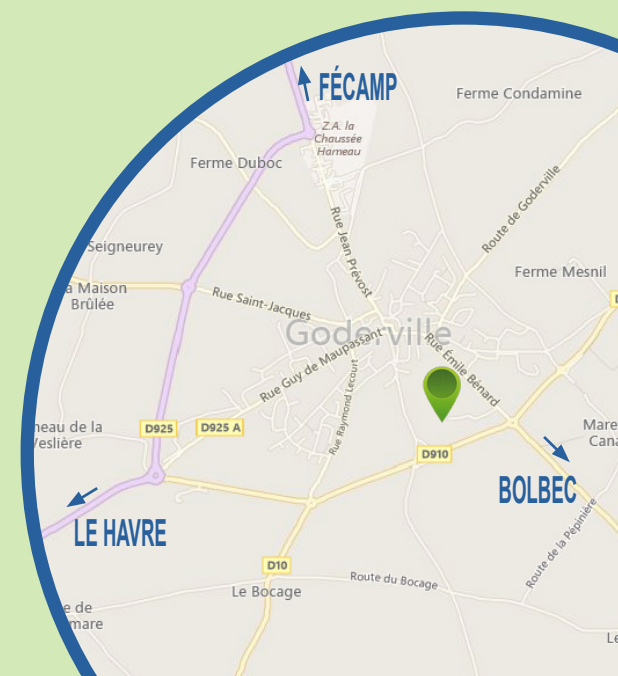 FÉCAMP
Ferme Condamine
Z.A. la
Chaussée
Hameau
Ferme Duboc
Route de Goderville
Rue Jean Prévost
Seigneurey
Ferme Mesnil
a Maison
Brûlée
Rue Saint-Jacques
Goderville
Rue Émile Bénard
Rue Guy de Maupassant
Rue Raymond Lecourt
neau de la
Veslière
D925
D925 A
Mare
Cana
D910
BOLBEC
LE HAVRE
Route de la Pépinière
D10
Route du Bocage
Le Bocage
e de
mare
Le